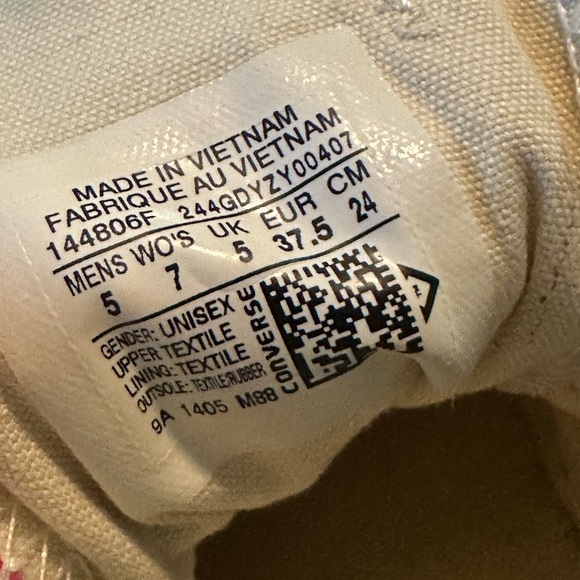 MADE IN VIETNAM
FABRIQUE AU VIETNAM
144806F 244GDYZY00407
MENS WO'S UK EUR CM
5 7 5 37.5 24
GENDER: UNISEX
UPPER TEXTILE
LINING: TEXTILE
OUTSOLE: TEXTILE/RUBBER
9A 1405 M88
CONVERSE